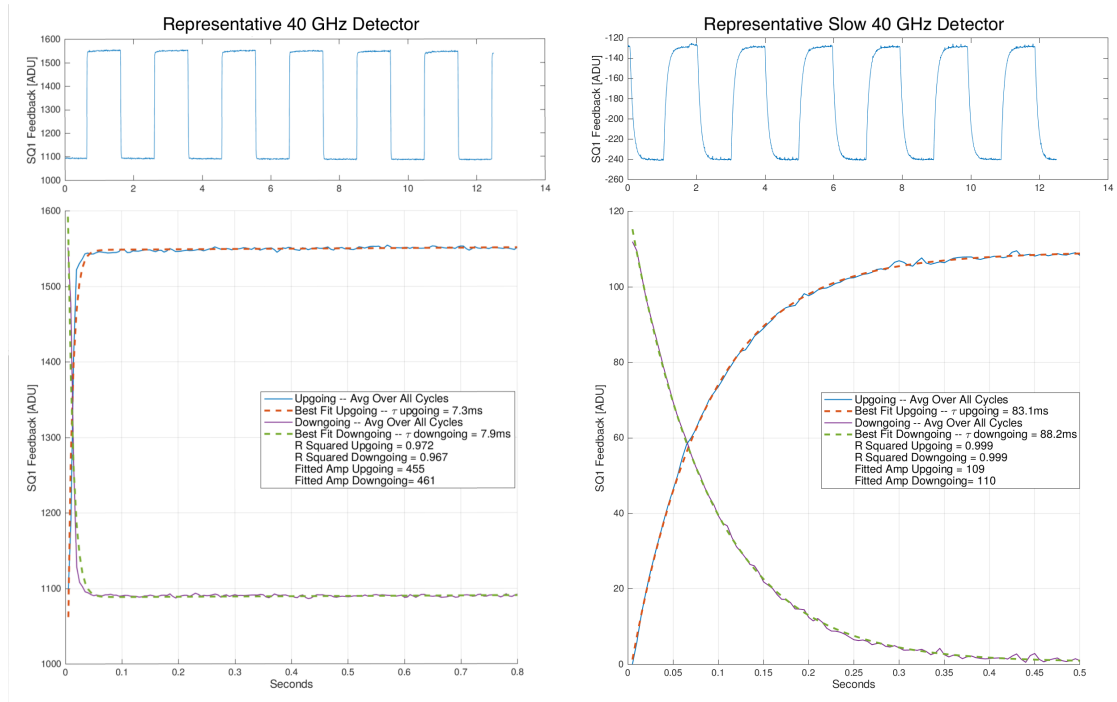 Representative 40 GHz Detector
SQ1 Feedback [ADU]
1600
1500
1400
1300
1200
1100
1000
0 2 4 6 8 10 12 14
SQ1 Feedback [ADU]
1600
1500
1400
1300
1200
1100
1000
Upgoing -- Avg Over All Cycles
Best Fit Upgoing -- τ upgoing = 7.3ms
Downgoing -- Avg Over All Cycles
Best Fit Downgoing -- τ downgoing = 7.9ms
R Squared Upgoing = 0.972
R Squared Downgoing = 0.967
Fitted Amp Upgoing = 455
Fitted Amp Downgoing= 461
0 0.1 0.2 0.3 0.4 0.5 0.6 0.7 0.8
Seconds
Representative Slow 40 GHz Detector
SQ1 Feedback [ADU]
-120
-140
-160
-180
-200
-220
-240
-260
0 2 4 6 8 10 12 14
SQ1 Feedback [ADU]
120
100
80
60
40
20
0
Upgoing -- Avg Over All Cycles
Best Fit Upgoing -- τ upgoing = 83.1ms
Downgoing -- Avg Over All Cycles
Best Fit Downgoing -- τ downgoing = 88.2ms
R Squared Upgoing = 0.999
R Squared Downgoing = 0.999
Fitted Amp Upgoing = 109
Fitted Amp Downgoing= 110
0 0.05 0.1 0.15 0.2 0.25 0.3 0.35 0.4 0.45 0.5
Seconds